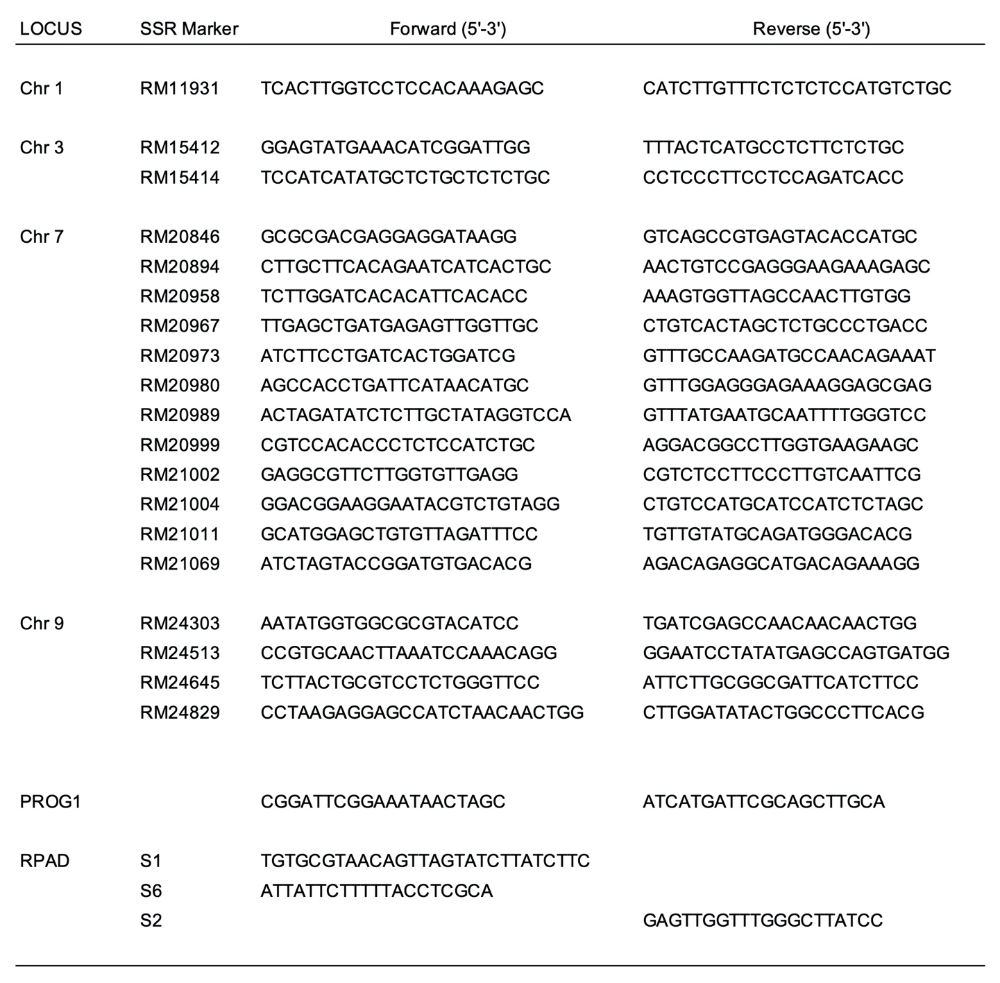 LOCUS SSR Marker Forward (5'-3') Reverse (5'-3')
Chr 1 RM11931 TCACTTGGTCCTCCACAAAGAGC CATCTTGTTTCTCTCTCCATGTCTGC
Chr 3 RM15412 GGAGTATGAAACATCGGATTGG TTTACTCATGCCTCTTCTCTGC
RM15414 TCCATCATATGCTCTGCTCTCTGC CCTCCCTTCCTCCAGATCACC
Chr 7 RM20846 GCGCGACGAGGAGGATAAGG GTCAGCCGTGAGTACACCATGC
RM20894 CTTGCTTCACAGAATCATCACTGC AACTGTCCGAGGGAAGAAAGAGC
RM20958 TCTTGGATCACACATTCACACC AAAGTGGTTAGCCAACTTGTGG
RM20967 TTGAGCTGATGAGAGTTGGTTGC CTGTCACTAGCTCTGCCCTGACC
RM20973 ATCTTCCTGATCACTGGATCG GTTTGCCAAGATGCCAACAGAAAT
RM20980 AGCCACCTGATTCATAACATGC GTTTGGAGGGAGAAAGGAGCGAG
RM20989 ACTAGATATCTCTTGCTATAGGTCCA GTTTATGAATGCAATTTTGGGTCC
RM20999 CGTCCACACCCTCTCCATCTGC AGGACGGCCTTGGTGAAGAAGC
RM21002 GAGGCGTTCTTGGTGTTGAGG CGTCTCCTTCCCTTGTCAATTCG
RM21004 GGACGGAAGGAATACGTCTGTAGG CTGTCCATGCATCCATCTCTAGC
RM21011 GCATGGAGCTGTGTTAGATTTCC TGTTGTATGCAGATGGGACACG
RM21069 ATCTAGTACCGGATGTGACACG AGACAGAGGCATGACAGAAAGG
Chr 9 RM24303 AATATGGTGGCGCGTACATCC TGATCGAGCCAACAACAACTGG
RM24513 CCGTGCAACTTAAATCCAAACAGG GGAATCCTATATGAGCCAGTGATGG
RM24645 TCTTACTGCGTCCTCTGGGTTCC ATTCTTGCGGCGATTCATCTTCC
RM24829 CCTAAGAGGAGCCATCTAACAACTGG CTTGGATATACTGGCCCTTCACG
PROG1 CGGATTCGGAAATAACTAGC ATCATGATTCGCAGCTTGCA
RPAD S1 TGTGCGTAACAGTTAGTATCTTATCTTC
S6 ATTATTCTTTTTACCTCGCA
S2 GAGTTGGTTTGGGCTTATCC